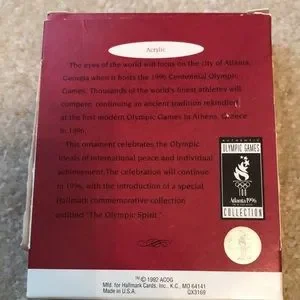 Acrylic
The eyes of the world will focus on the city of Atlanta,
Georgia when it hosts the 1996 Centennial Olympic
Games. Thousands of the world's finest athletes will
compete, continuing an ancient tradition rekindled
at the first modern Olympic Games in Athens, Greece
in 1896.
This ornament celebrates the Olympic
ideals of international peace and individual
achievement. The celebration will continue
to 1996, with the introduction of a special
Hallmark commemorative collection
entitled "The Olympic Spirit."
AUTHENTIC
OLYMPIC GAMES
100
Atlanta 1996
COLLECTION
™© 1992 ACOG
Mfd. for Hallmark Cards, Inc., K.C., MO 64141
Made in U.S.A. QX3169